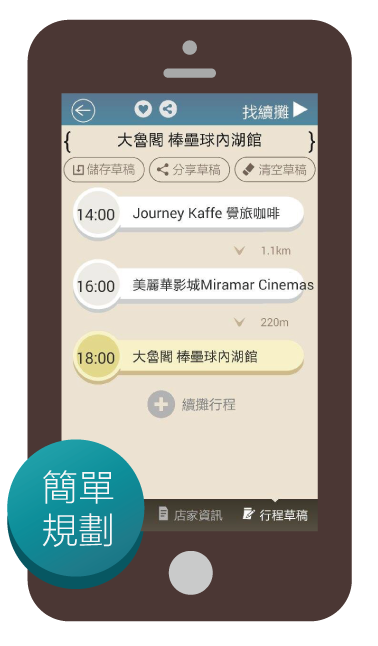 找續攤
{ 大魯閣 棒壘球內湖館 }
儲存草稿 分享草稿 清空草稿
14:00 Journey Kaffe 覺旅咖啡
1.1km
16:00 美麗華影城Miramar Cinemas
220m
18:00 大魯閣 棒壘球內湖館
續攤行程
簡單
規劃
店家資訊 行程草稿